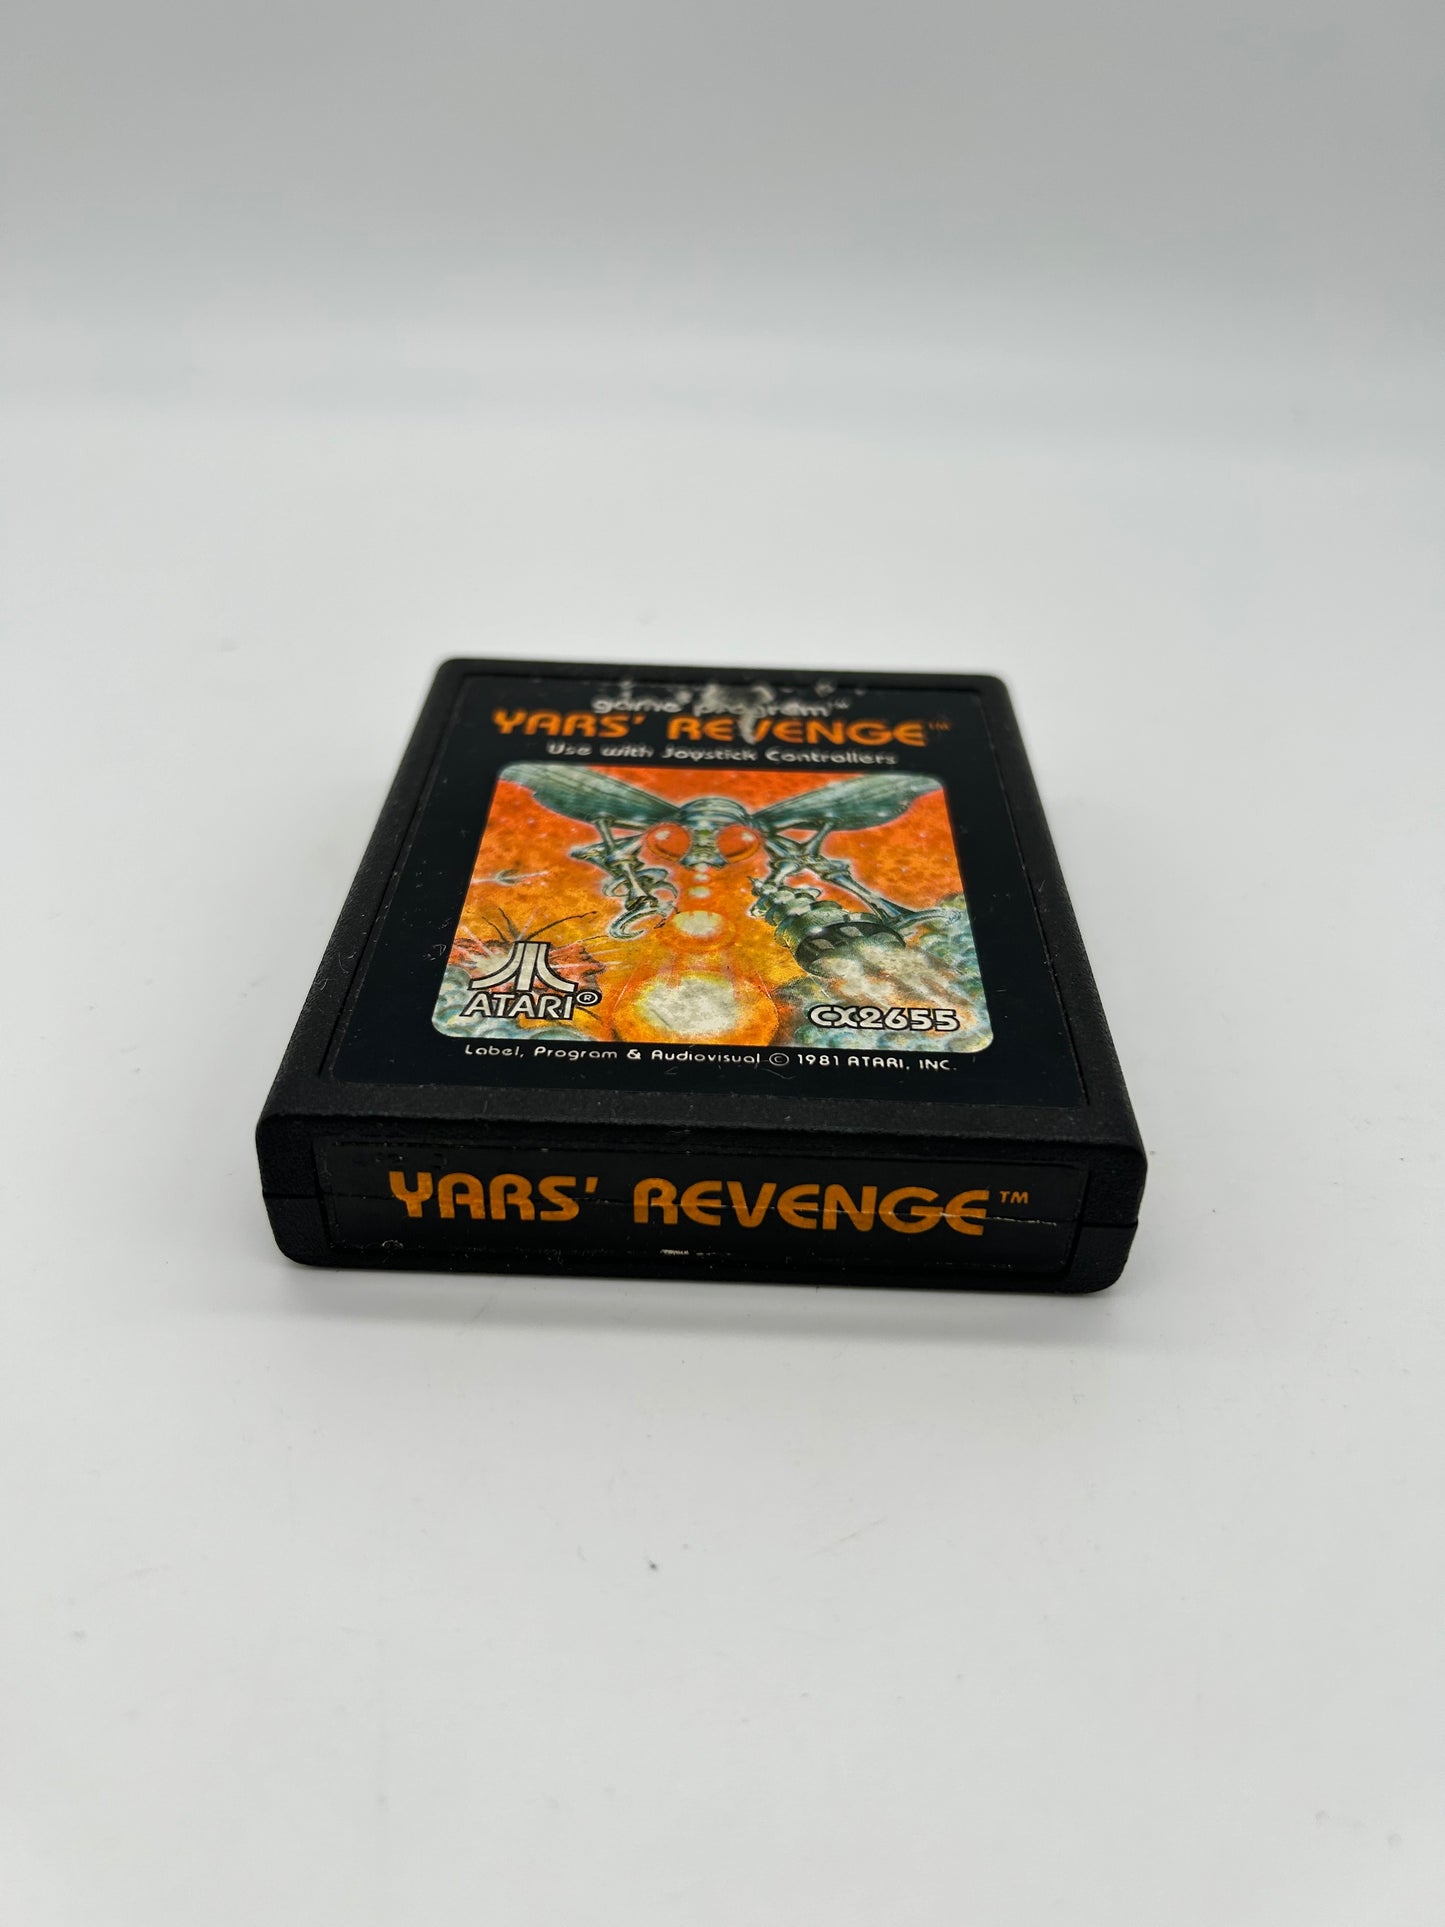 game program™
YARS' REVENGE™
Use with Joystick Controllers
ATARI®
CX2655
Label, Program & Audiovisual © 1981 ATARI, INC.
YARS' REVENGE™